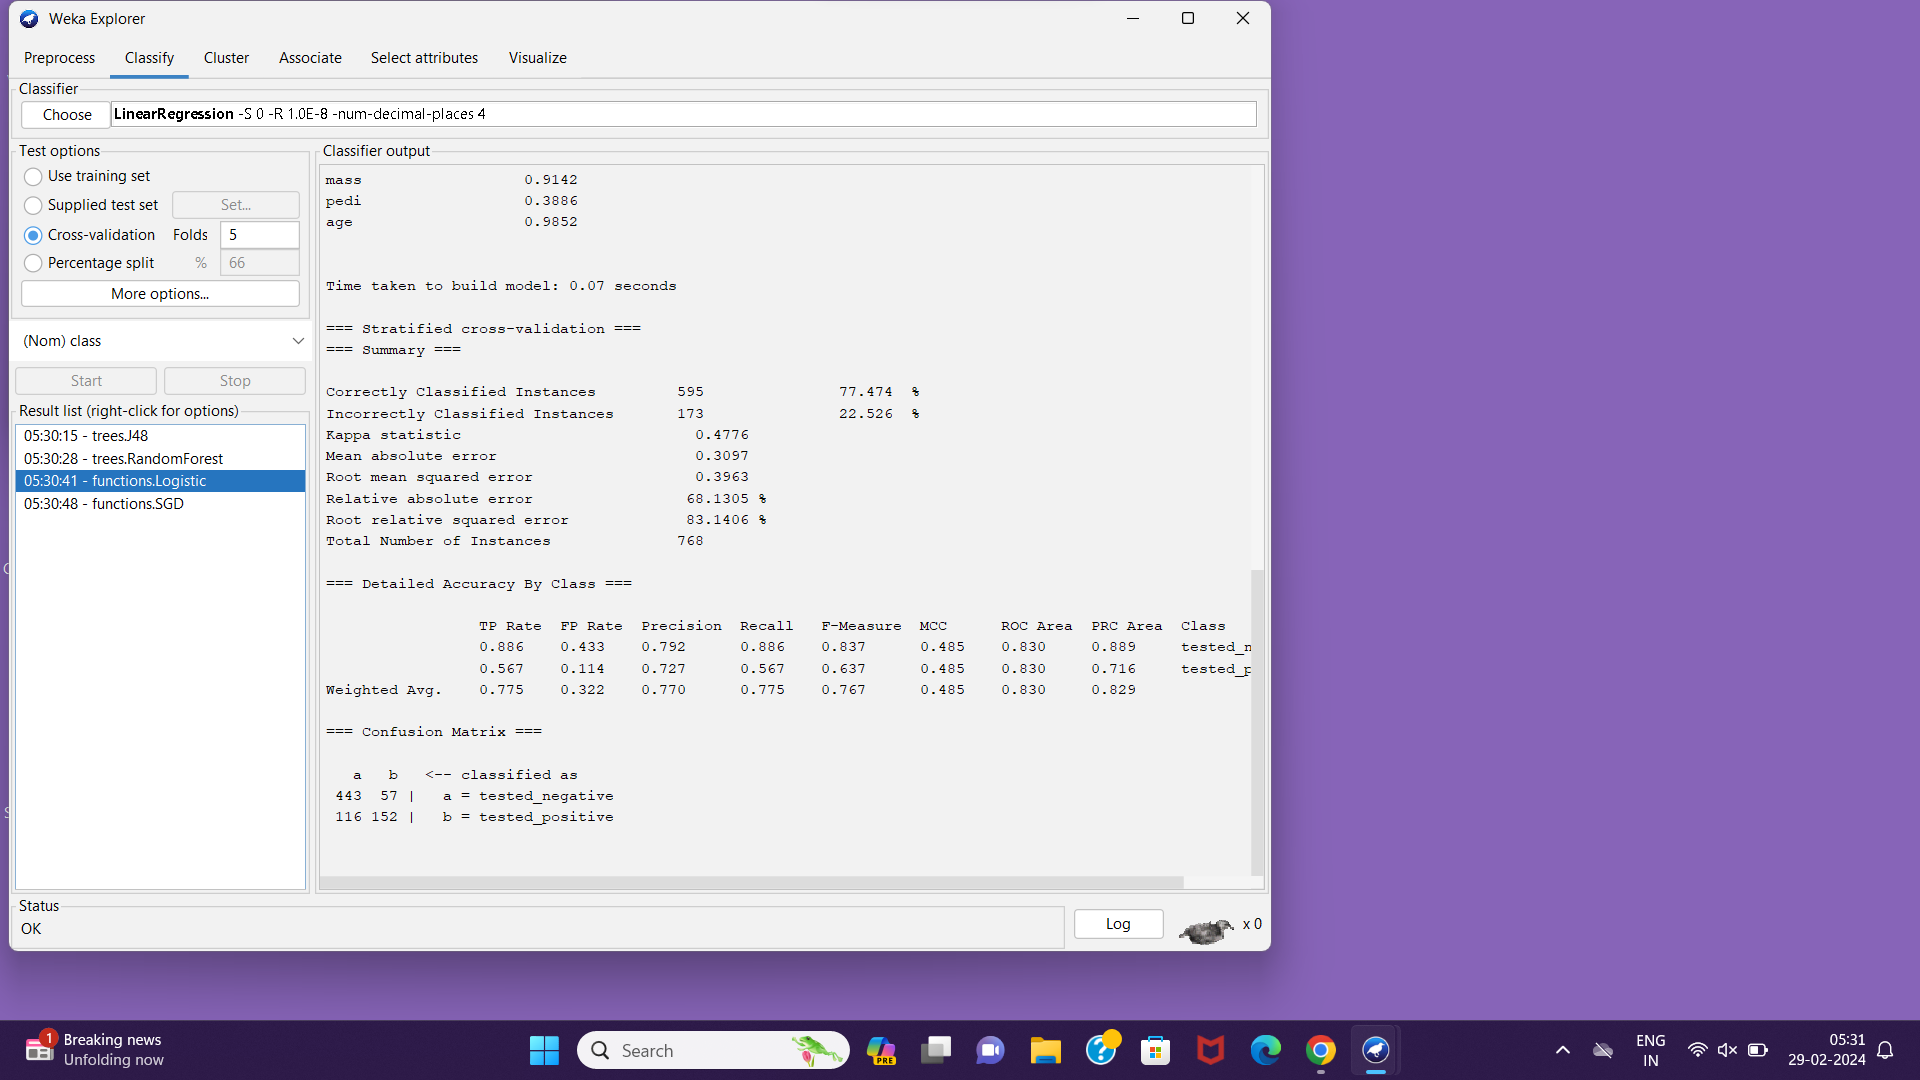 Weka Explorer
Preprocess Classify Cluster Associate Select attributes Visualize
Classifier
Choose LinearRegression -S 0 -R 1.0E-8 -num-decimal-places 4
Test options
Use training set
Supplied test set Set...
Cross-validation Folds 5
Percentage split % 66
More options...
(Nom) class
Start Stop
Result list (right-click for options)
05:30:15 - trees.J48
05:30:28 - trees.RandomForest
05:30:41 - functions.Logistic
05:30:48 - functions.SGD
Classifier output
mass 0.9142
pedi 0.3886
age 0.9852
Time taken to build model: 0.07 seconds
=== Stratified cross-validation ===
=== Summary ===
Correctly Classified Instances 595 77.474 %
Incorrectly Classified Instances 173 22.526 %
Kappa statistic 0.4776
Mean absolute error 0.3097
Root mean squared error 0.3963
Relative absolute error 68.1305 %
Root relative squared error 83.1406 %
Total Number of Instances 768
=== Detailed Accuracy By Class ===
TP Rate FP Rate Precision Recall F-Measure MCC ROC Area PRC Area Class
0.886 0.433 0.792 0.886 0.837 0.485 0.830 0.889 tested_n
0.567 0.114 0.727 0.567 0.637 0.485 0.830 0.716 tested_p
Weighted Avg. 0.775 0.322 0.770 0.775 0.767 0.485 0.830 0.829
=== Confusion Matrix ===
a b <-- classified as
443 57 | a = tested_negative
116 152 | b = tested_positive
Status
OK
Log x 0
1 Breaking news
Unfolding now
Search
PRE
ENG
IN
05:31
29-02-2024